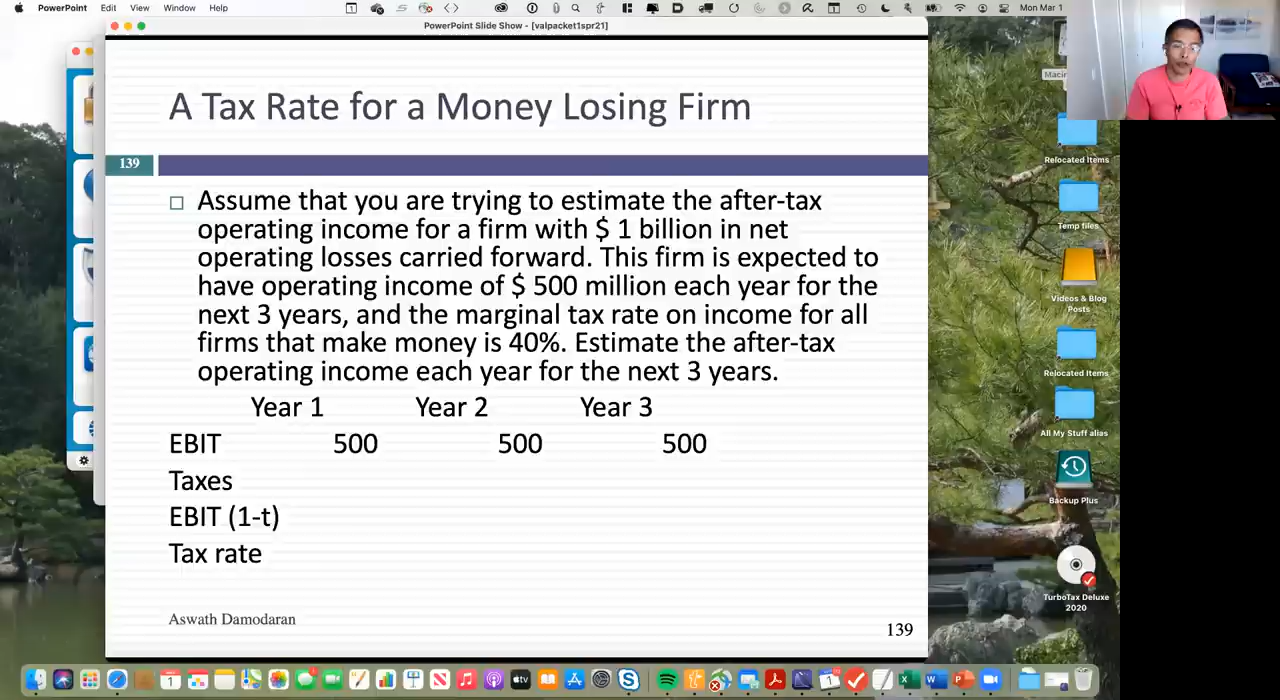 PowerPoint Edit View Window Help
Mon Mar 1
PowerPoint Slide Show - [valpacket1spr21]
A Tax Rate for a Money Losing Firm
139
Assume that you are trying to estimate the after-tax
operating income for a firm with $ 1 billion in net
operating losses carried forward. This firm is expected to
have operating income of $ 500 million each year for the
next 3 years, and the marginal tax rate on income for all
firms that make money is 40%. Estimate the after-tax
operating income each year for the next 3 years.
Year 1 Year 2 Year 3
EBIT 500 500 500
Taxes
EBIT (1-t)
Tax rate
Aswath Damodaran
139
Relocated Items
Temp files
Videos & Blog
Posts
Relocated Items
All My Stuff alias
Backup Plus
TurboTax Deluxe
2020